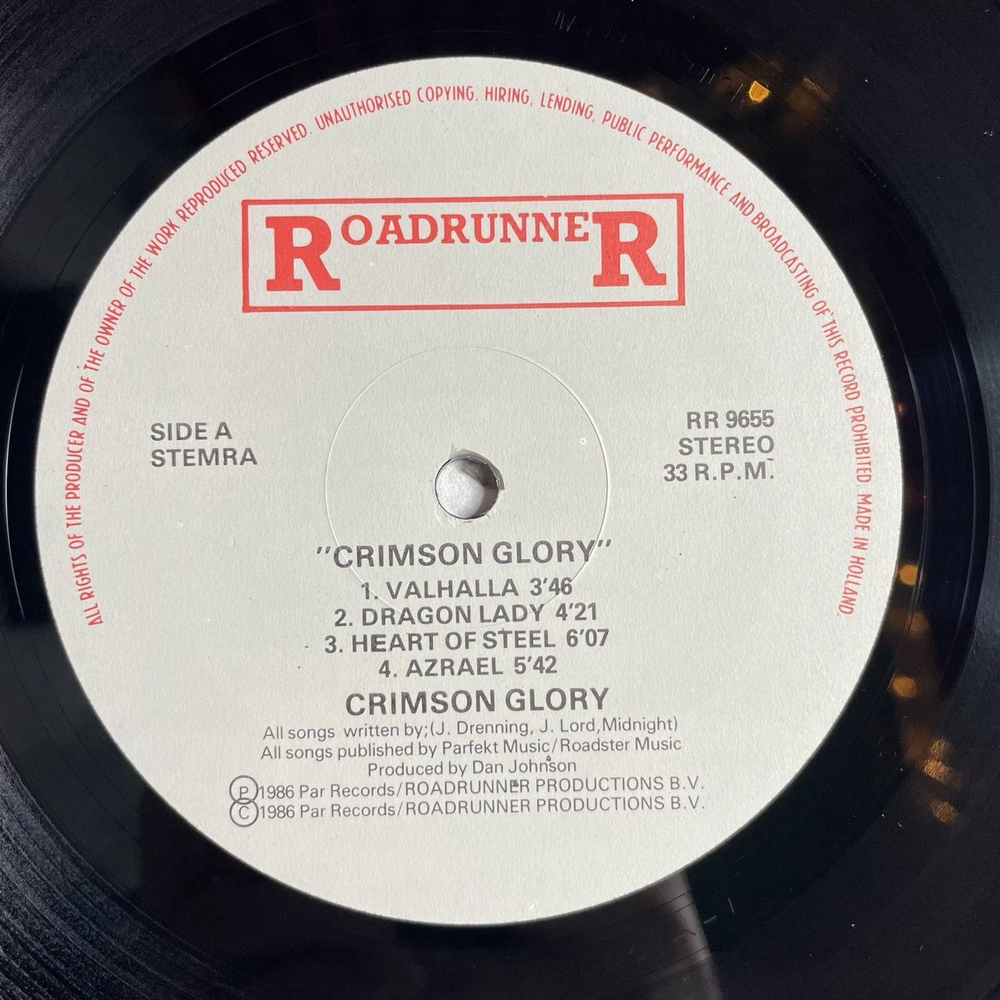 ALL RIGHTS OF THE PRODUCER AND OF THE OWNER OF THE WORK REPRODUCED RESERVED. UNAUTHORISED COPYING, HIRING, LENDING, PUBLIC PERFORMANCE AND BROADCASTING OF THIS RECORD PROHIBITED. MADE IN HOLLAND.
ROADRUNNER
SIDE A
STEMRA
RR 9655
STEREO
33 R.P.M.
"CRIMSON GLORY"
1. VALHALLA 3'46
2. DRAGON LADY 4'21
3. HEART OF STEEL 6'07
4. AZRAEL 5'42
CRIMSON GLORY
All songs written by;(J. Drenning, J. Lord,Midnight)
All songs published by Parfekt Music/Roadster Music
Produced by Dan Johnson
Ⓟ1986 Par Records/ROADRUNNER PRODUCTIONS B.V.
Ⓒ1986 Par Records/ROADRUNNER PRODUCTIONS B.V.